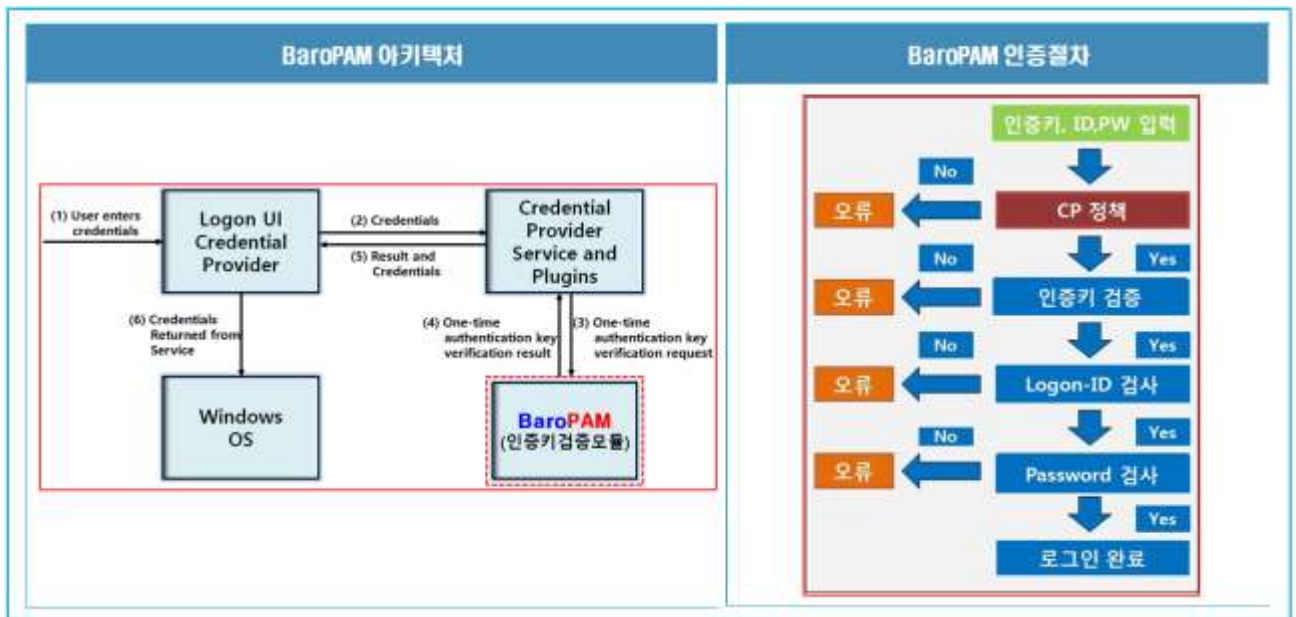 BaroPAM 아키텍처
(1) User enters
credentials
Logon UI
Credential
Provider
(2) Credentials
(5) Result and
Credentials
Credential
Provider
Service and
Plugins
(6) Credentials
Returned from
Service
(4) One-time
authentication key
verification result
(3) One-time
authentication key
verification request
Windows
OS
BaroPAM
(인증키검증모듈)
BaroPAM 인증절차
인증키, ID,PW 입력
No
오류
CP 정책
No
Yes
오류
인증키 검증
No
Yes
오류
Logon-ID 검사
No
Yes
오류
Password 검사
Yes
로그인 완료